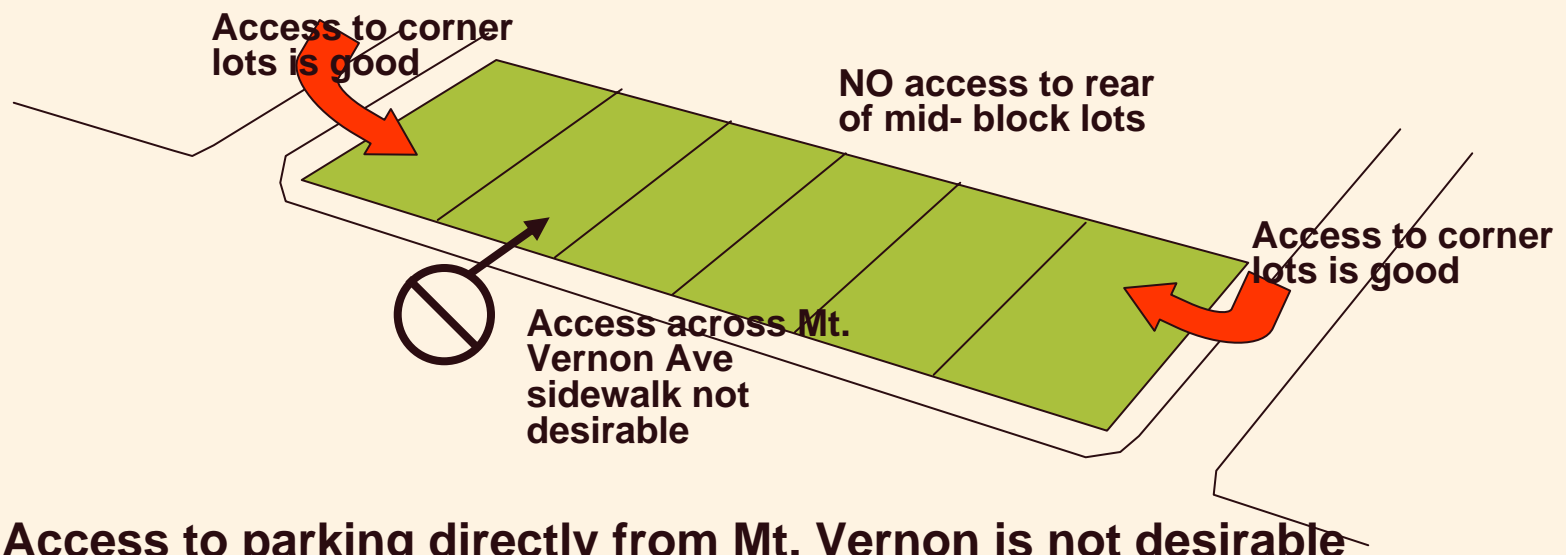 Access to corner
lots is good
NO access to rear
of mid- block lots
Access to corner
lots is good
Access across Mt.
Vernon Ave
sidewalk not
desirable
Access to parking directly from Mt. Vernon is not desirable